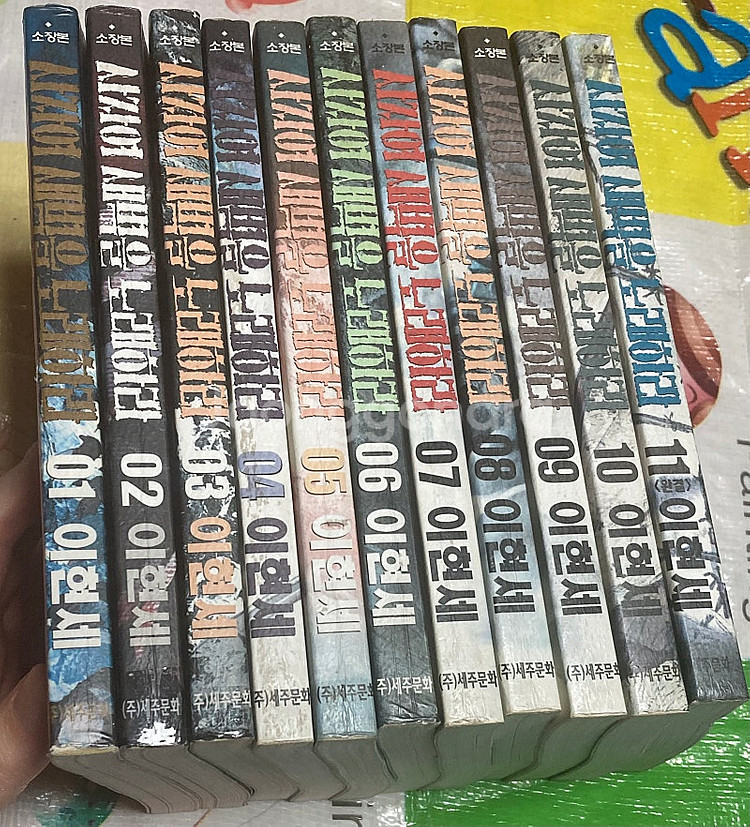 소장본
사자여 새벽을 노래하라
01 이현세
(주)세주문화
소장본
사자여 새벽을 노래하라
02 이현세
(주)세주문화
소장본
사자여 새벽을 노래하라
03 이현세
(주)세주문화
소장본
사자여 새벽을 노래하라
04 이현세
(주)세주문화
소장본
사자여 새벽을 노래하라
05 이현세
(주)세주문화
소장본
사자여 새벽을 노래하라
06 이현세
(주)세주문화
소장본
사자여 새벽을 노래하라
07 이현세
(주)세주문화
소장본
사자여 새벽을 노래하라
08 이현세
(주)세주문화
소장본
사자여 새벽을 노래하라
09 이현세
(주)세주문화
소장본
사자여 새벽을 노래하라
10 이현세
(주)세주문화
소장본
사자여 새벽을 노래하라
11 (완결) 이현세
주문화